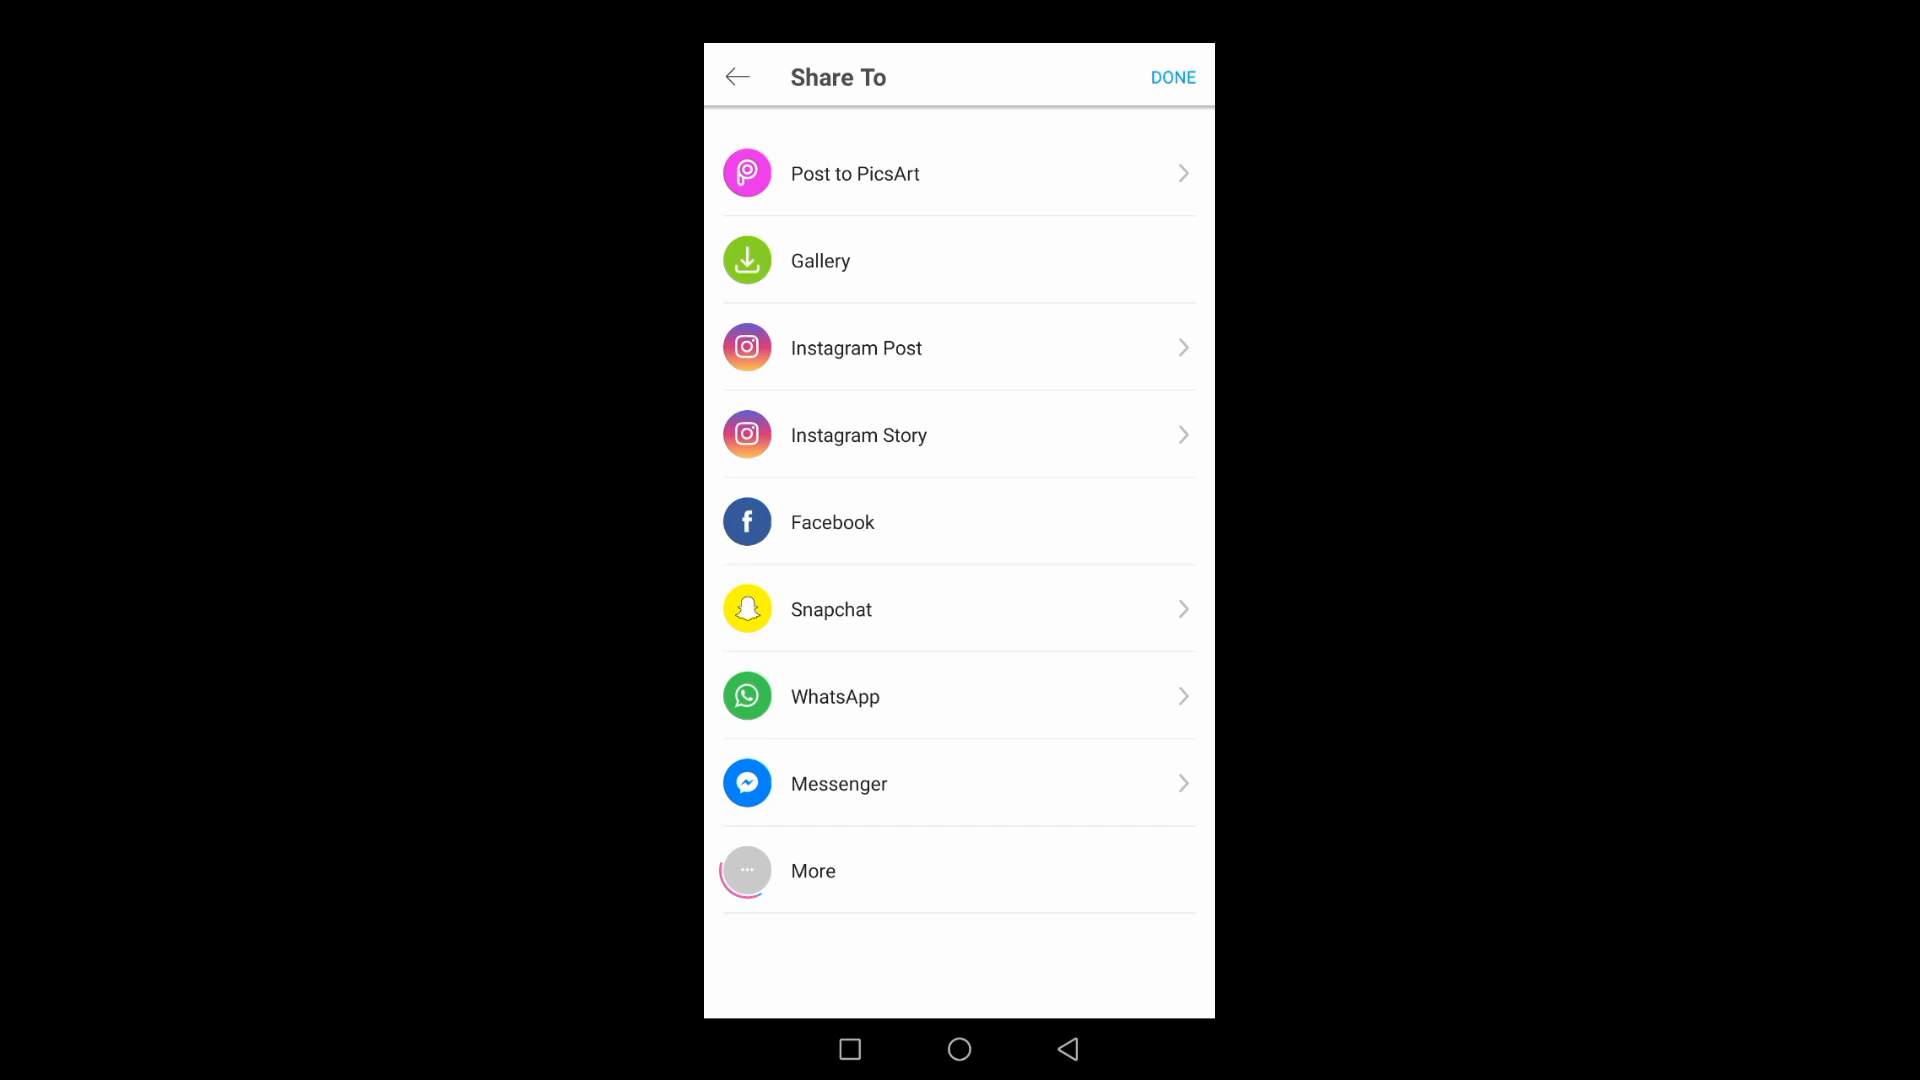 Share To
DONE
Post to PicsArt
Gallery
Instagram Post
Instagram Story
Facebook
Snapchat
WhatsApp
Messenger
More